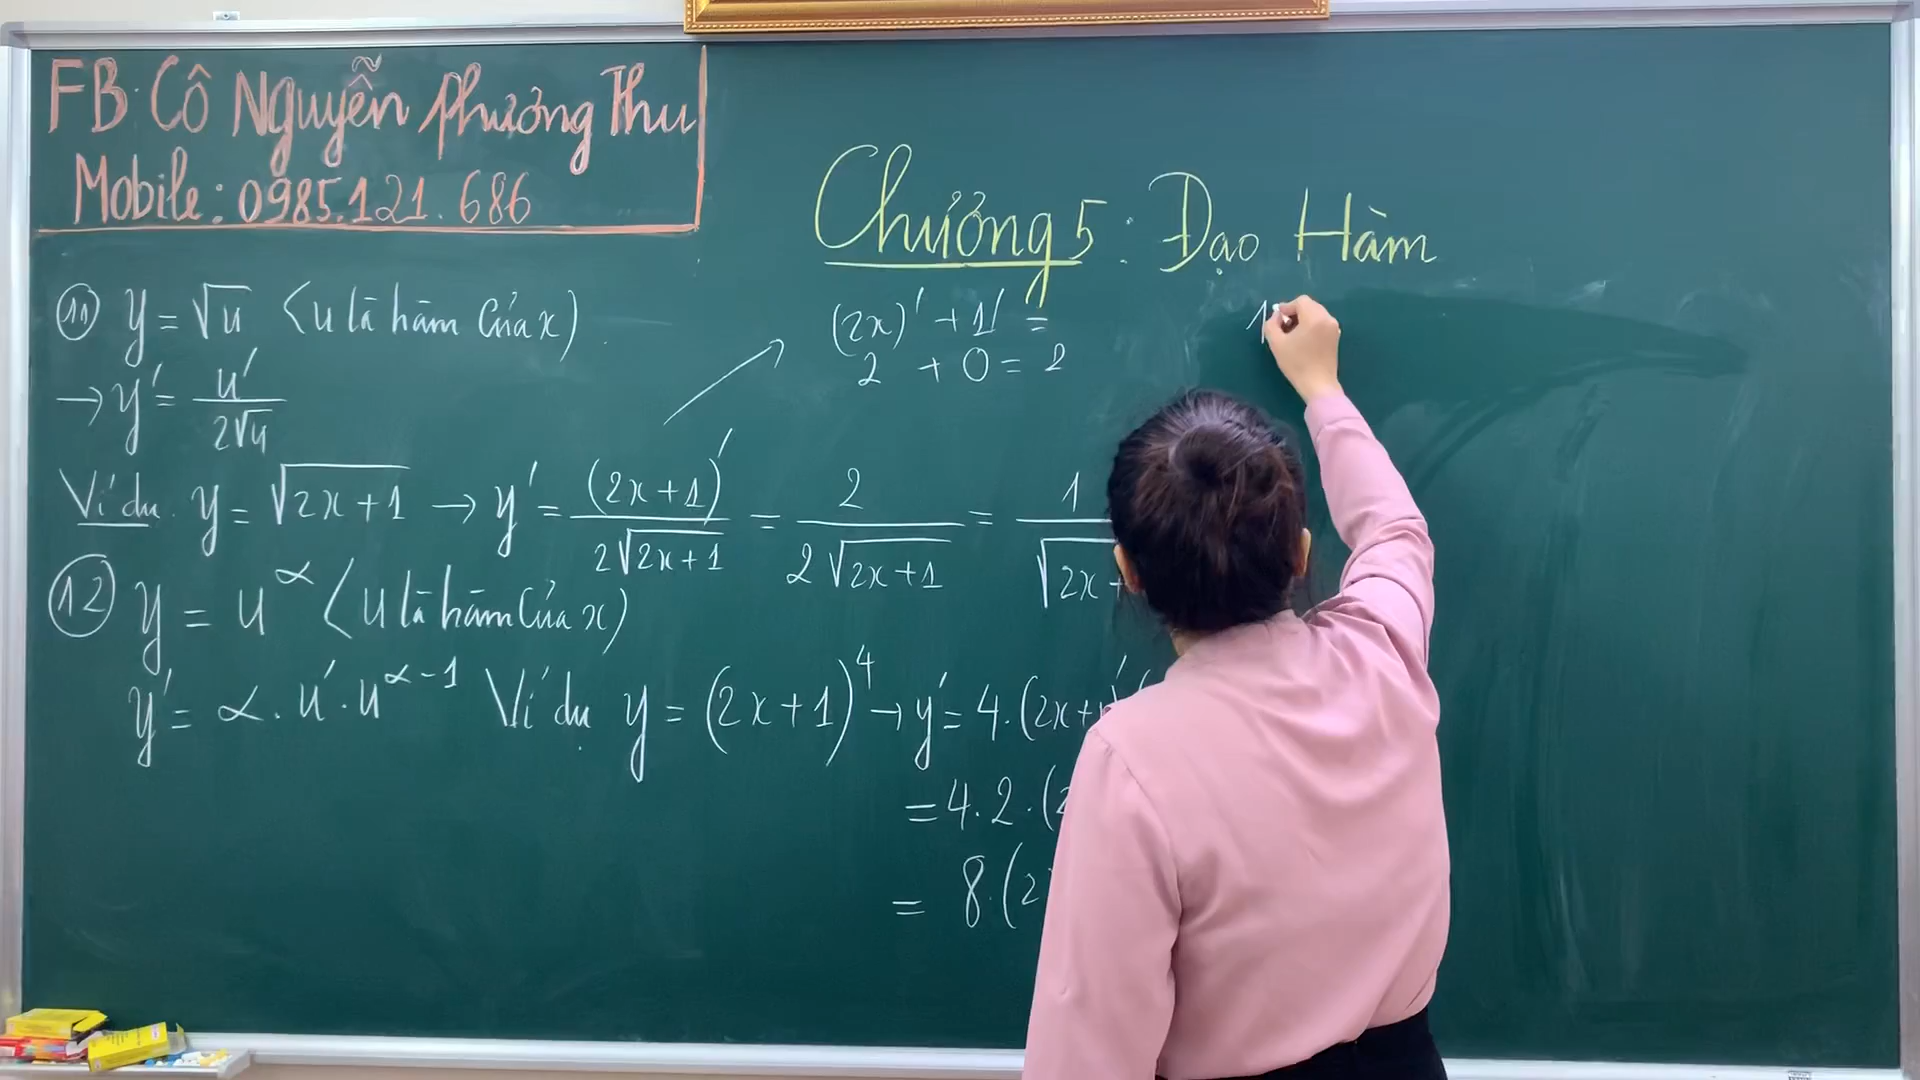 FB: Cô Nguyễn Phương Thu
Mobile: 0985.121.686
Chương 5: Đạo Hàm
⑪ y = √u (u là hàm của x)
→ y' = u' / 2√u
(2x)' + 1' =
2 + 0 = 2
Ví dụ. y = √(2x+1) → y' = (2x+1)' / 2√(2x+1) = 2 / 2√(2x+1) = 1 / √(2x+
⑫ y = u^α (u là hàm của x)
y' = α.u'.u^(α-1) Ví dụ y = (2x+1)^4 → y' = 4.(2x+1)'
= 4.2.(2
= 8.(2